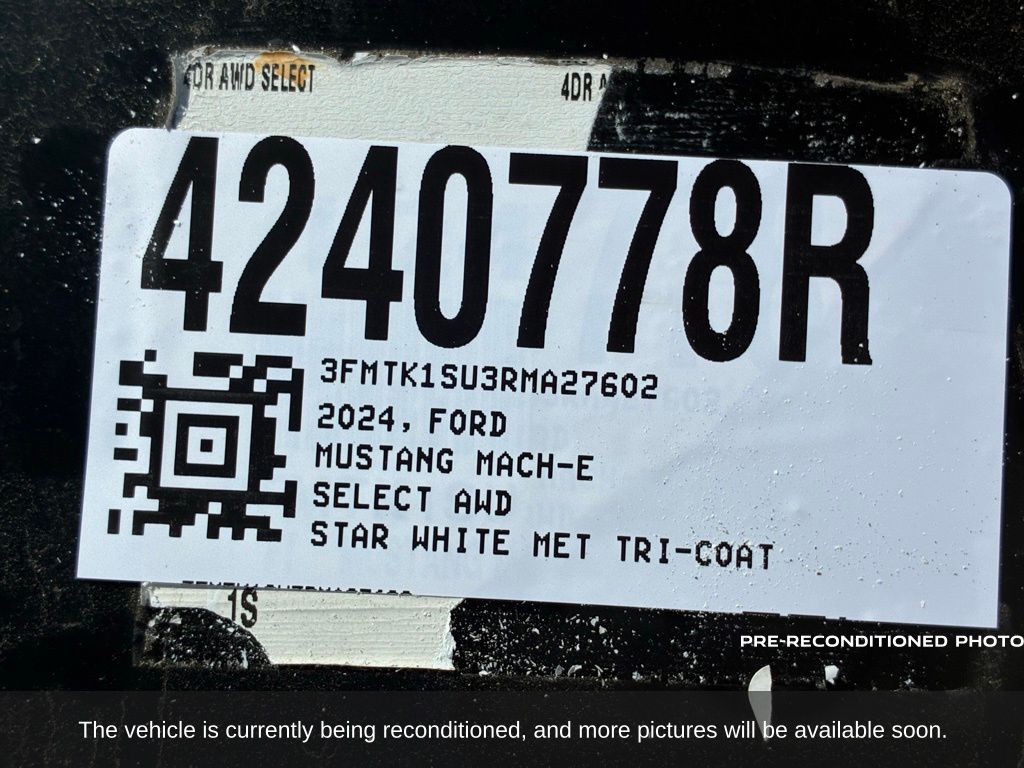 4DR AWD SELECT
4DR
4240778R
3FMTK1SU3RMA27602
2024, FORD
MUSTANG MACH-E
SELECT AWD
STAR WHITE MET TRI-COAT
1S
PRE-RECONDITIONED PHOTO
The vehicle is currently being reconditioned, and more pictures will be available soon.